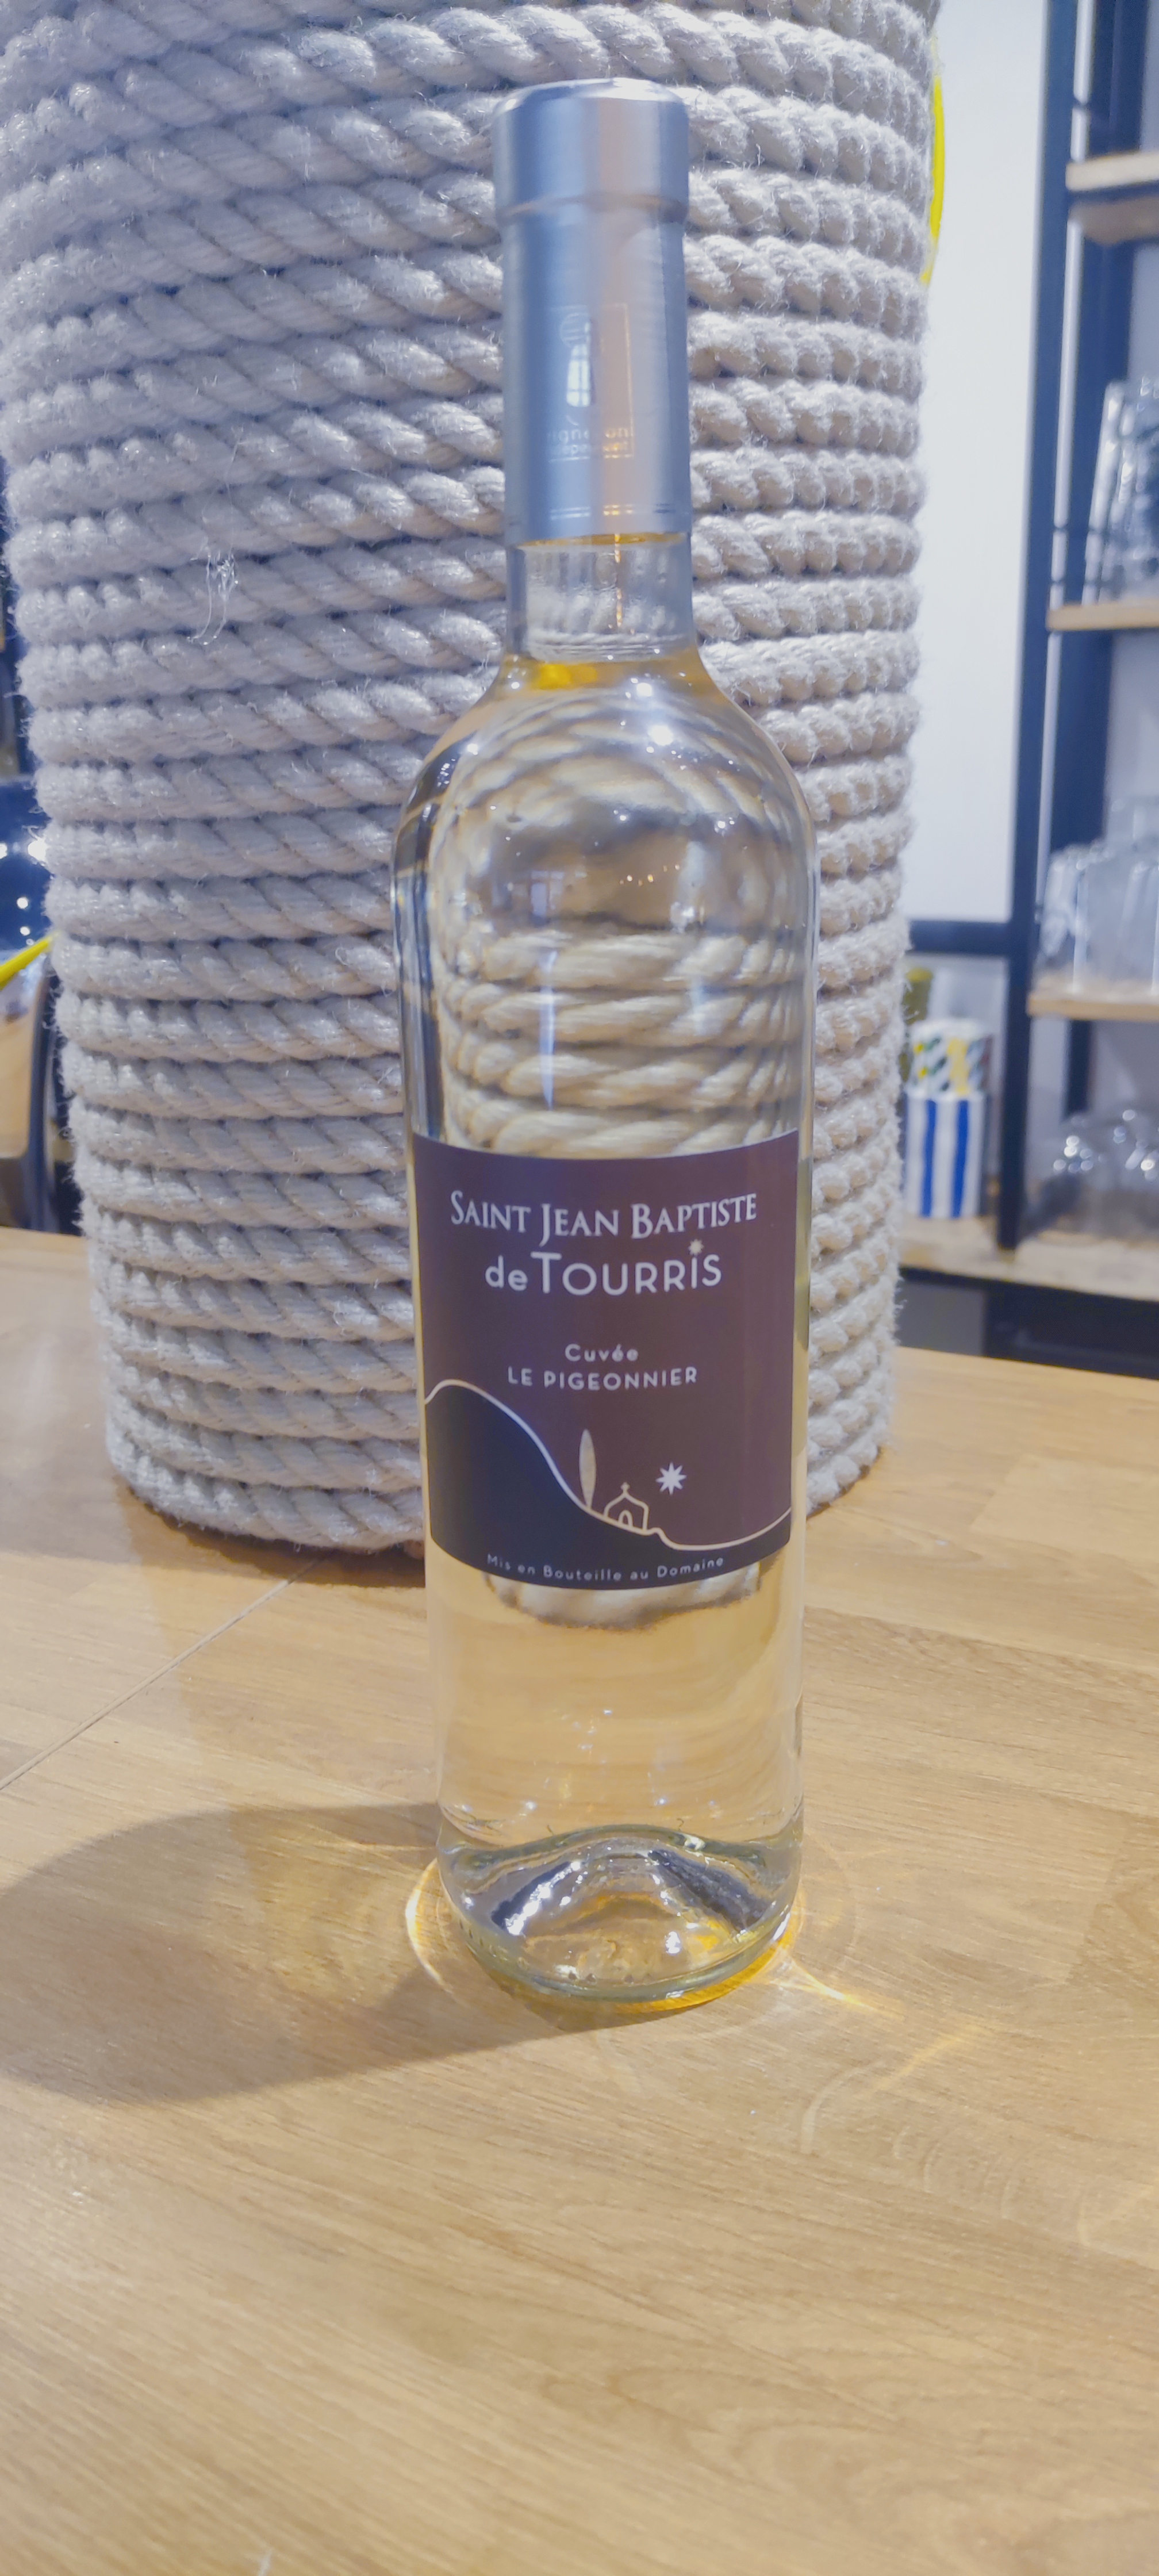 SAINT JEAN BAPTISTE
de TOURRIS
Cuvée
LE PIGEONNIER
Mis en Bouteille au Domaine